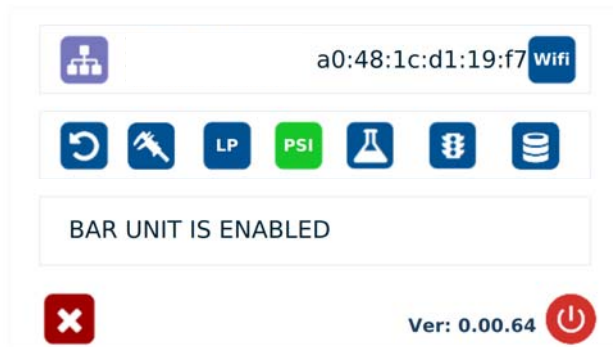 a0:48:1c:d1:19:f7 Wifi
LP PSI
BAR UNIT IS ENABLED
Ver: 0.00.64